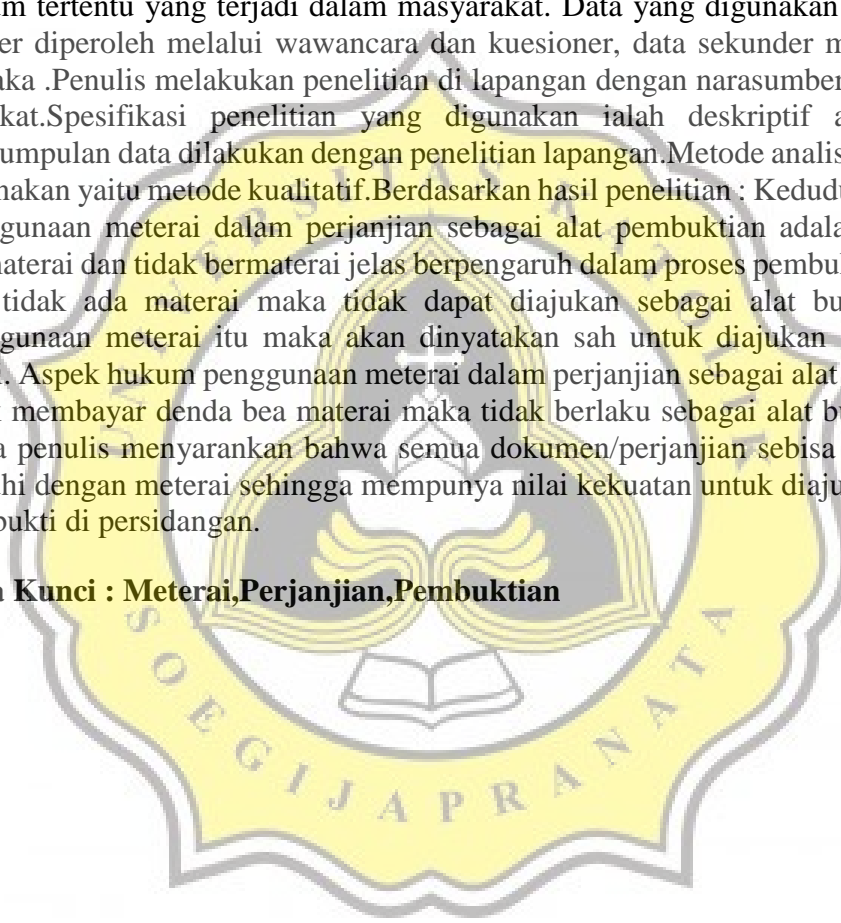 um tertentu yang terjadi dalam masyarakat. Data yang digunakan
er diperoleh melalui wawancara dan kuesioner, data sekunder m
aka .Penulis melakukan penelitian di lapangan dengan narasumber
kat.Spesifikasi penelitian yang digunakan ialah deskriptif a
umpulan data dilakukan dengan penelitian lapangan.Metode analis
nakan yaitu metode kualitatif.Berdasarkan hasil penelitian : Kedudu
gunaan meterai dalam perjanjian sebagai alat pembuktian adala
naterai dan tidak bermaterai jelas berpengaruh dalam proses pembul
tidak ada materai maka tidak dapat diajukan sebagai alat bu
gunaan meterai itu maka akan dinyatakan sah untuk diajukan
. Aspek hukum penggunaan meterai dalam perjanjian sebagai alat
k membayar denda bea materai maka tidak berlaku sebagai alat bu
a penulis menyarankan bahwa semua dokumen/perjanjian sebisa
uhi dengan meterai sehingga mempunya nilai kekuatan untuk diaju
bukti di persidangan.
a Kunci : Meterai,Perjanjian,Pembuktian
UNIVERSITAS KATOLIK
SOEGIJAPRANATA